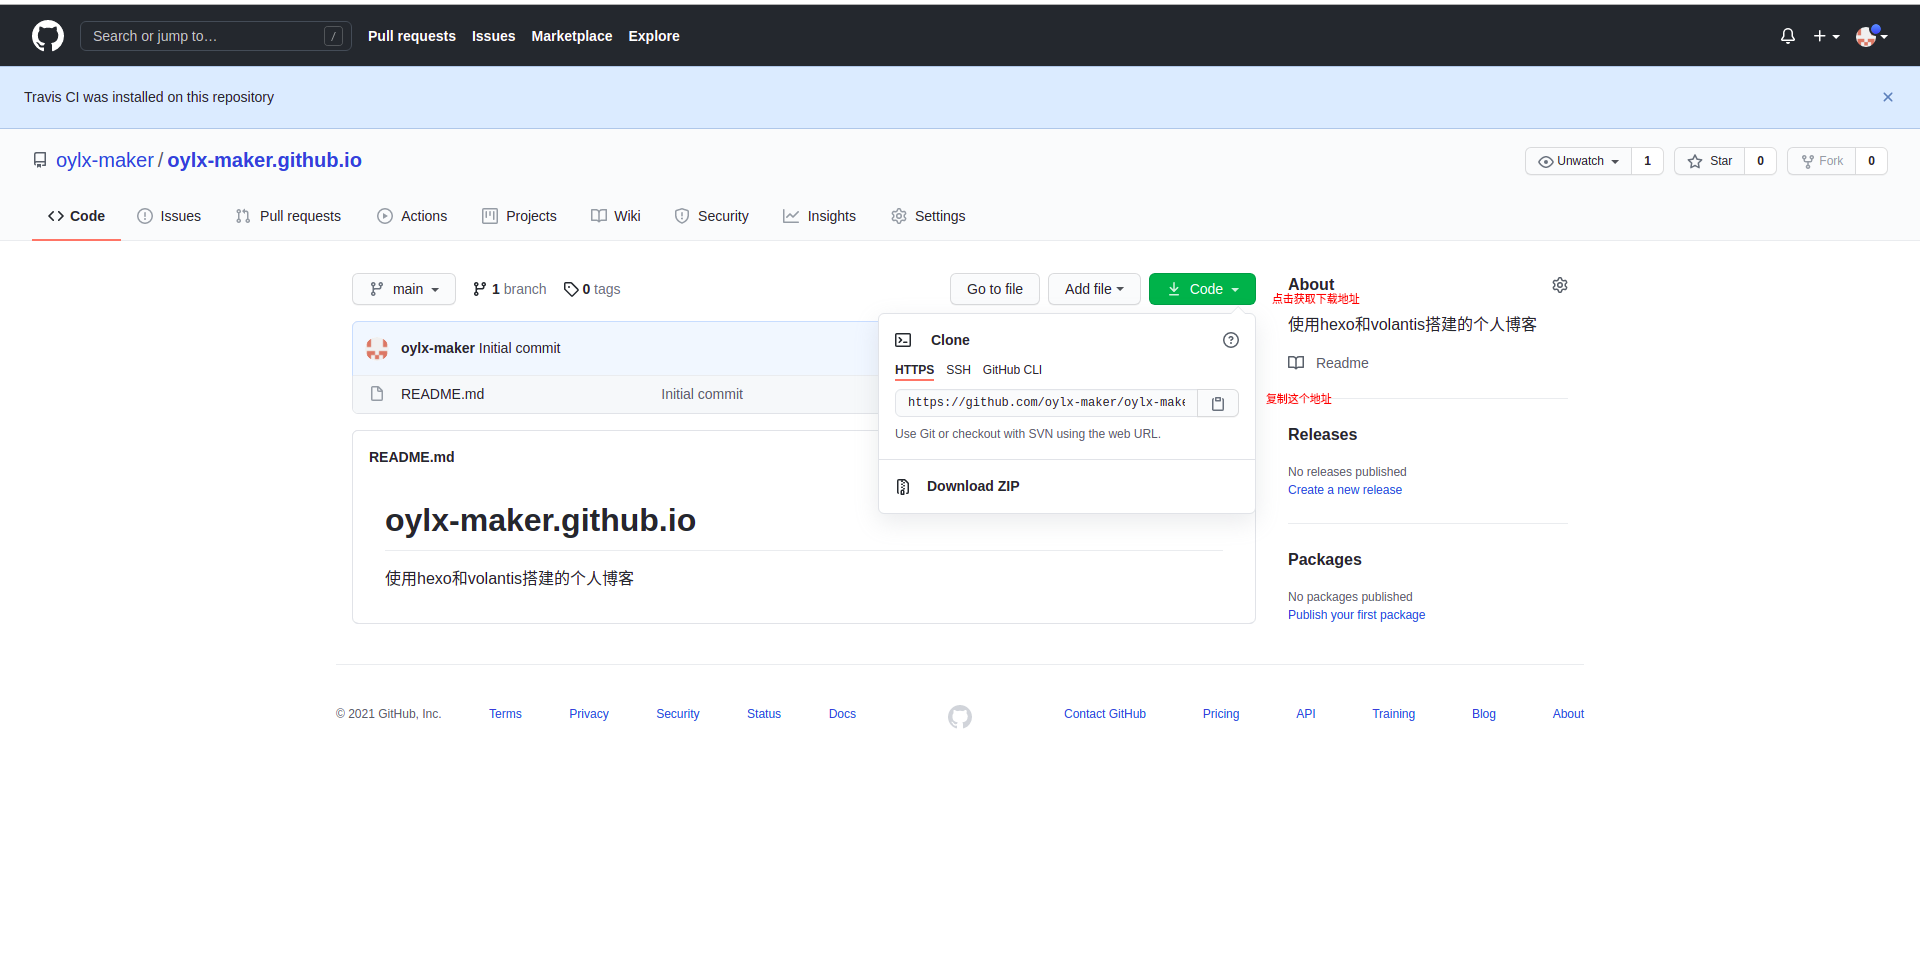 Search or jump to… /
Pull requests Issues Marketplace Explore
Travis CI was installed on this repository
oylx-maker / oylx-maker.github.io
Unwatch 1 Star 0 Fork 0
Code Issues Pull requests Actions Projects Wiki Security Insights Settings
main 1 branch 0 tags
Go to file Add file Code
oylx-maker Initial commit
README.md Initial commit
Clone
HTTPS SSH GitHub CLI
https://github.com/oylx-maker/oylx-make
Use Git or checkout with SVN using the web URL.
Download ZIP
README.md
oylx-maker.github.io
使用hexo和volantis搭建的个人博客
About
点击获取下载地址
使用hexo和volantis搭建的个人博客
Readme
复制这个地址
Releases
No releases published
Create a new release
Packages
No packages published
Publish your first package
© 2021 GitHub, Inc. Terms Privacy Security Status Docs Contact GitHub Pricing API Training Blog About